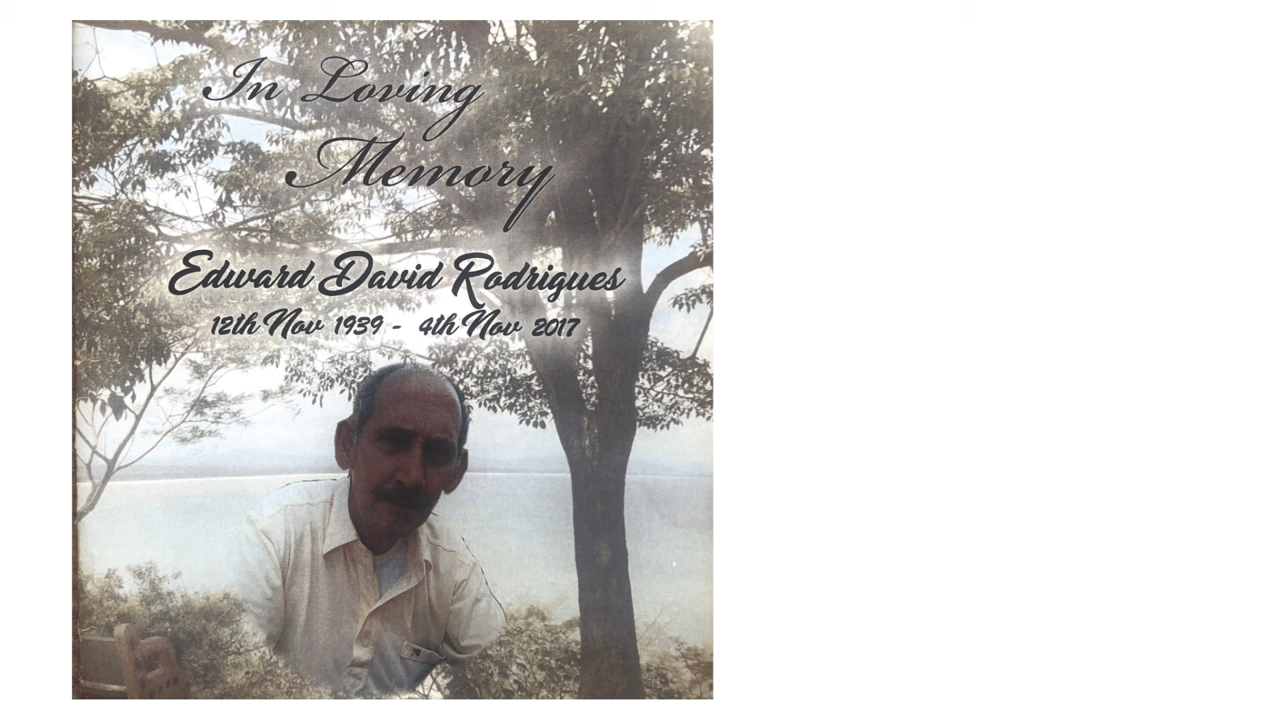 In Loving
Memory
Edward David Rodrigues
12th Nov 1939 - 4th Nov 2017